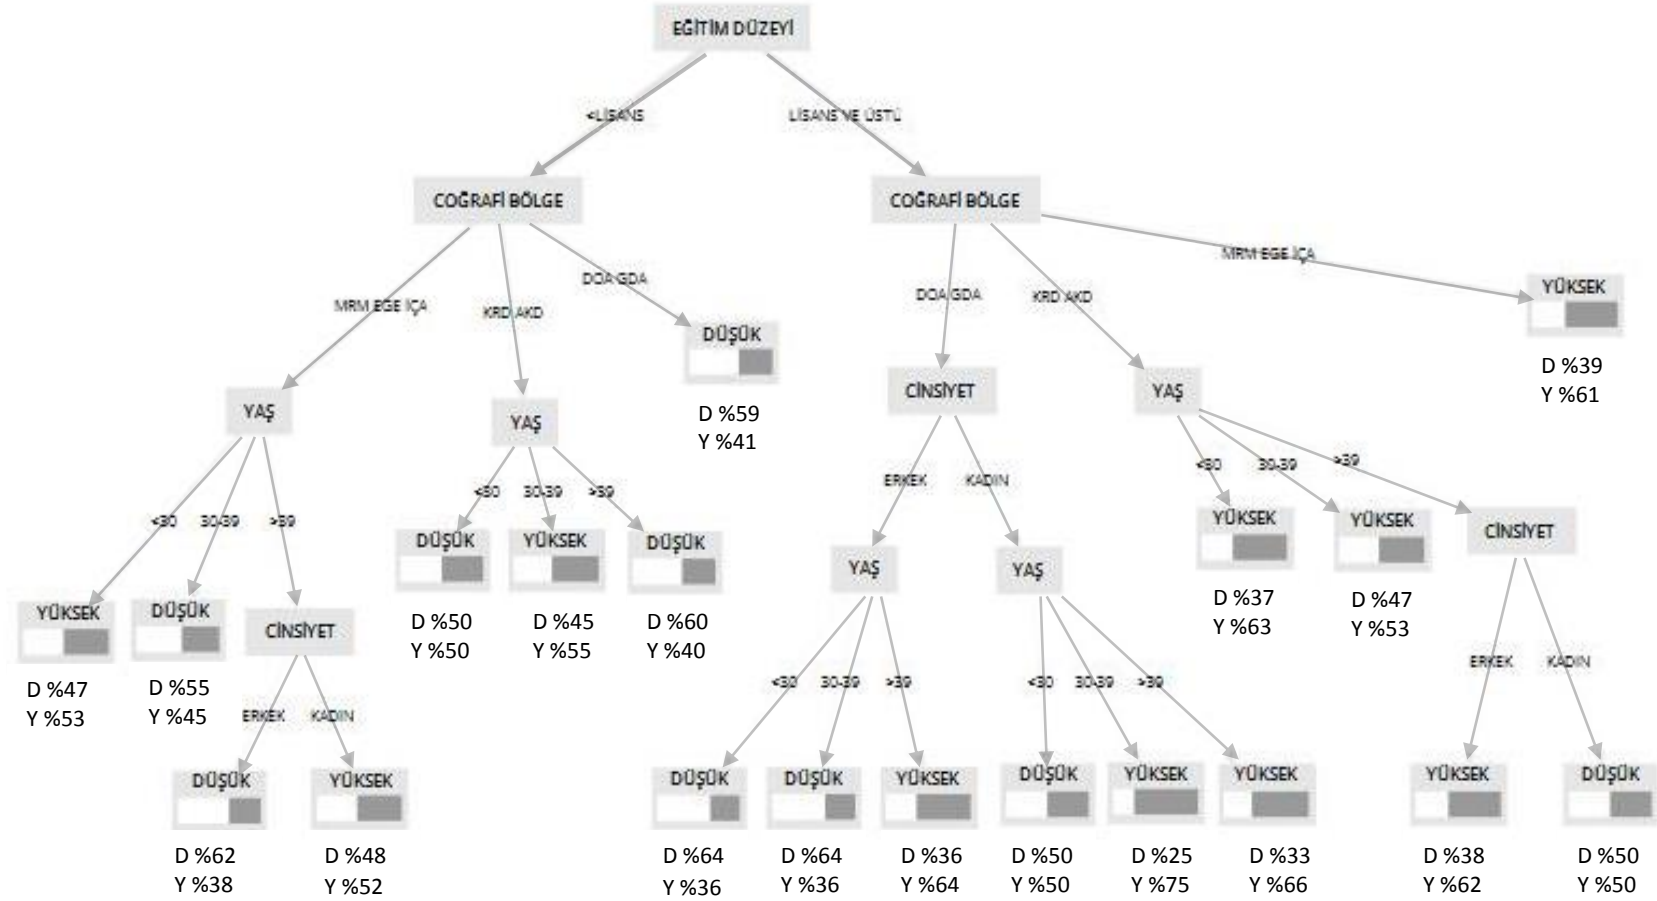 EĞİTİM DÜZEYİ
<LİSANS
LİSANS VE ÜSTÜ
COĞRAFİ BÖLGE
COĞRAFİ BÖLGE
MRM EGE İÇA
KRD AKD
DOA GDA
DOA GDA
KRD AKD
MRM EGE İÇA
YÜKSEK
D %39
Y %61
DÜŞÜK
D %59
Y %41
YAŞ
YAŞ
CİNSİYET
YAŞ
<30
30-39
>39
<30
30-39
>39
ERKEK
KADIN
<30
30-39
>39
YÜKSEK
D %47
Y %53
DÜŞÜK
D %55
Y %45
CİNSİYET
DÜŞÜK
D %50
Y %50
YÜKSEK
D %45
Y %55
DÜŞÜK
D %60
Y %40
YAŞ
YAŞ
YÜKSEK
D %37
Y %63
YÜKSEK
D %47
Y %53
CİNSİYET
ERKEK
KADIN
<30
30-39
>39
<30
30-39
>39
ERKEK
KADIN
DÜŞÜK
D %62
Y %38
YÜKSEK
D %48
Y %52
DÜŞÜK
D %64
Y %36
DÜŞÜK
D %64
Y %36
YÜKSEK
D %36
Y %64
DÜŞÜK
D %50
Y %50
YÜKSEK
D %25
Y %75
YÜKSEK
D %33
Y %66
YÜKSEK
D %38
Y %62
DÜŞÜK
D %50
Y %50